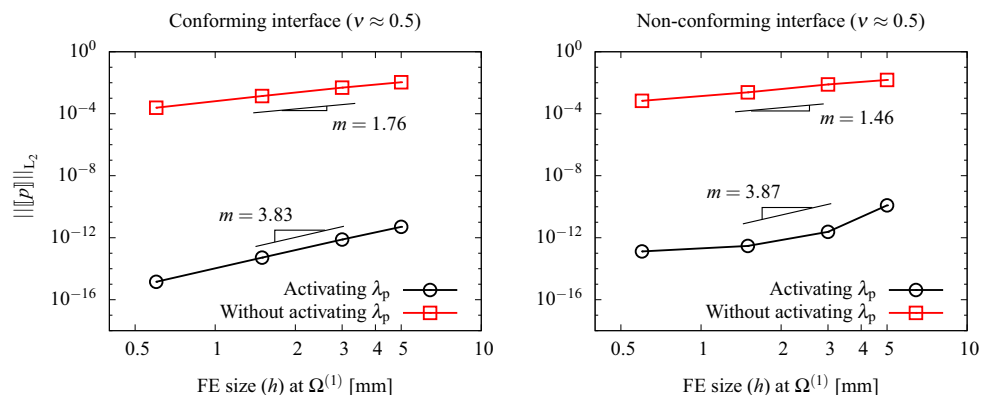 Conforming interface (ν ≈ 0.5)
||⟦p⟧||L2
10^0
10^-4
10^-8
10^-12
10^-16
m = 1.76
m = 3.83
Activating λp
Without activating λp
0.5 1 2 3 4 5 10
FE size (h) at Ω^(1) [mm]
Non-conforming interface (ν ≈ 0.5)
10^0
10^-4
10^-8
10^-12
10^-16
m = 1.46
m = 3.87
Activating λp
Without activating λp
0.5 1 2 3 4 5 10
FE size (h) at Ω^(1) [mm]